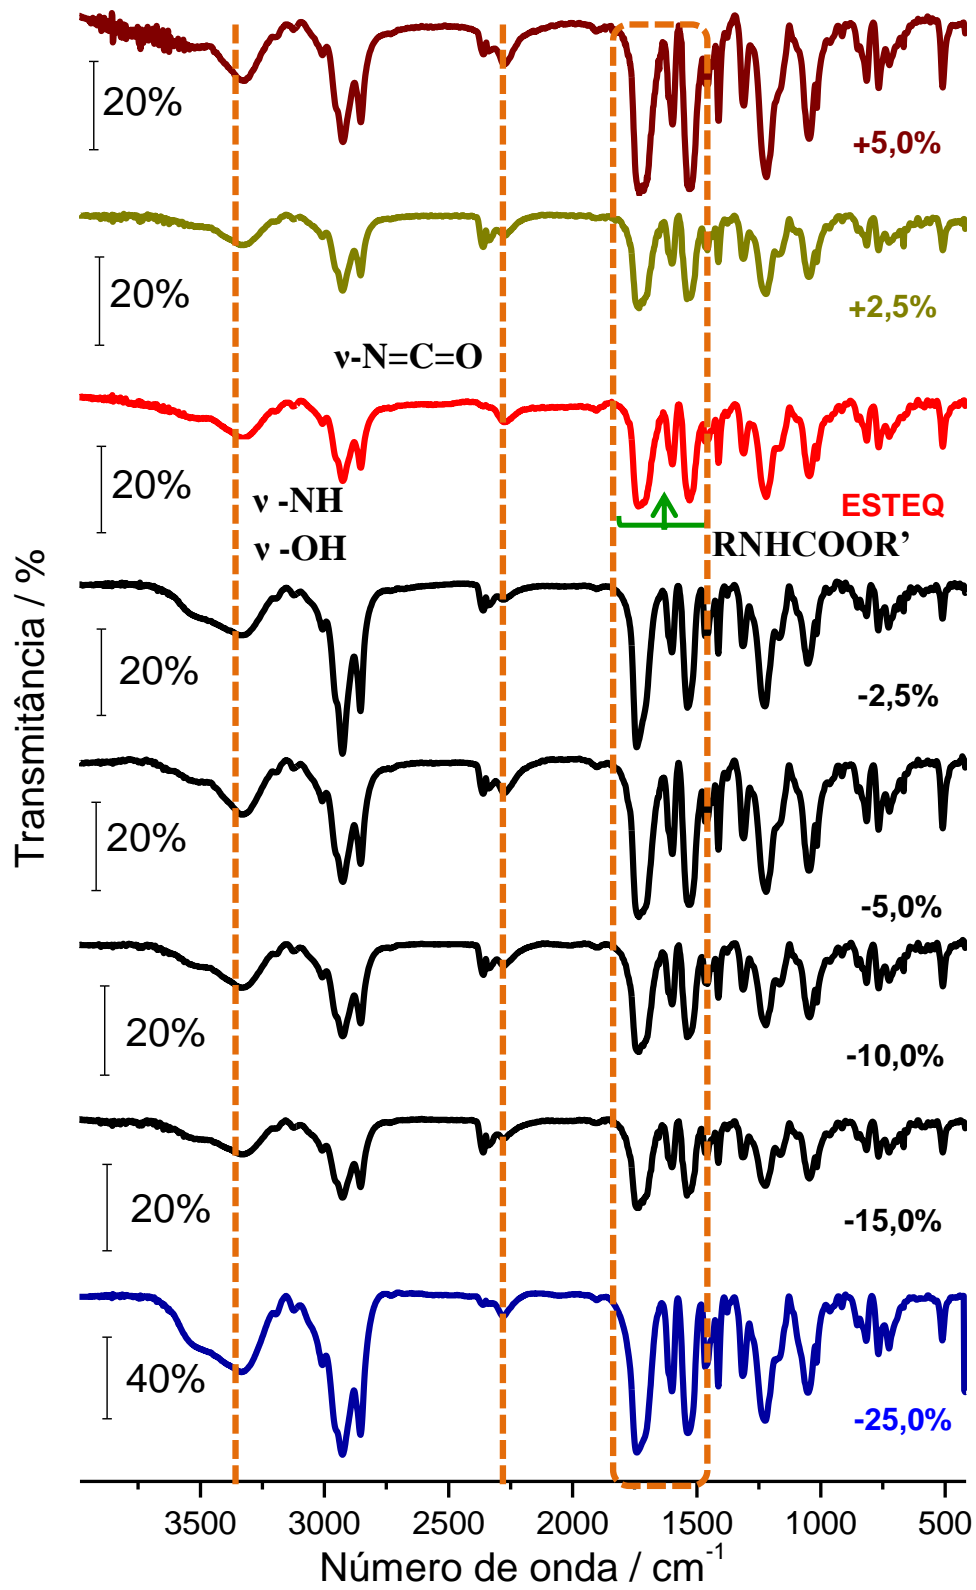 20%
+5,0%
20%
+2,5%
ν-N=C=O
20%
ν -NH
ESTEQ
ν -OH
RNHCOOR’
20%
-2,5%
20%
-5,0%
20%
-10,0%
20%
-15,0%
40%
-25,0%
Transmitância / %
3500 3000 2500 2000 1500 1000 500
Número de onda / cm⁻¹